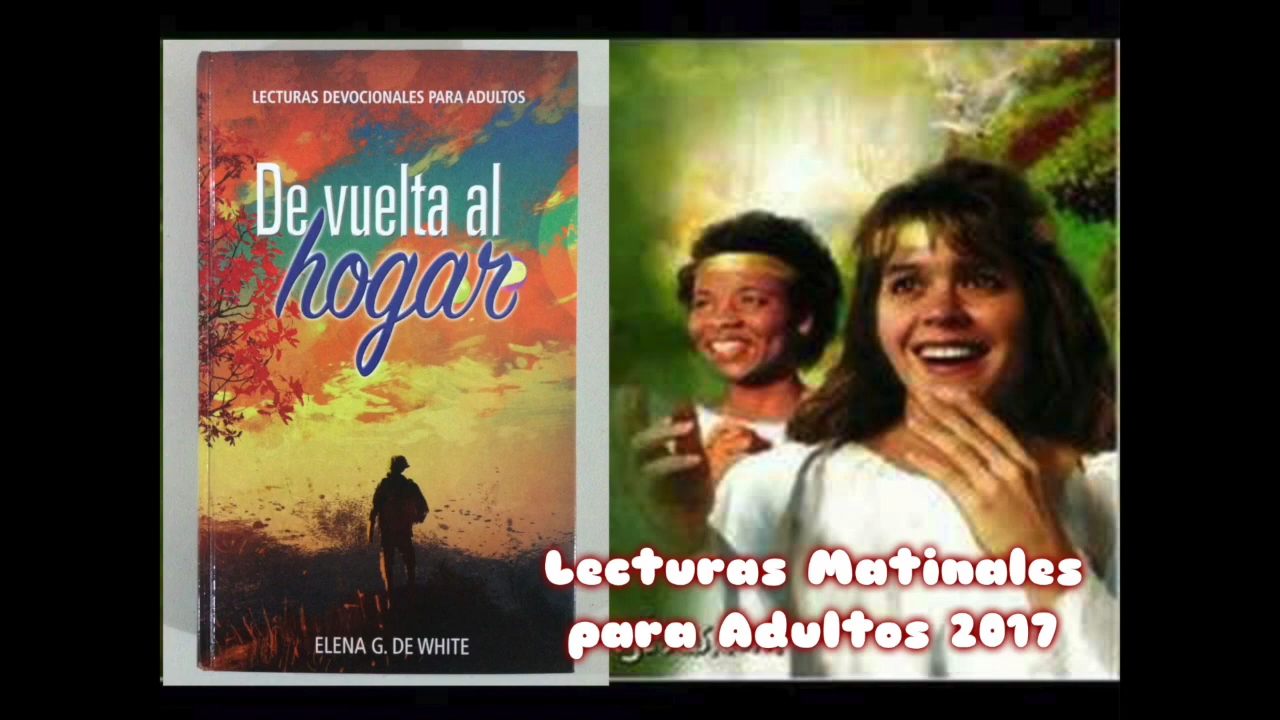 LECTURAS DEVOCIONALES PARA ADULTOS
De vuelta al
hogar
ELENA G. DE WHITE
Lecturas Matinales
para Adultos 2017